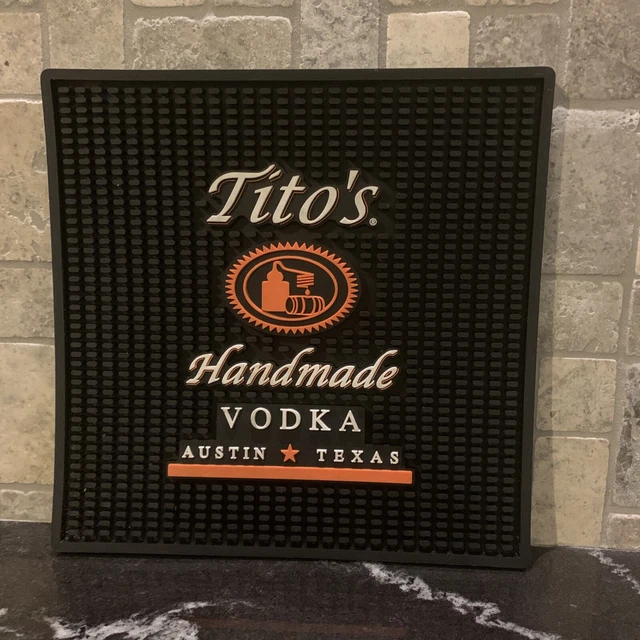 Tito's®
Handmade
VODKA
AUSTIN ★ TEXAS